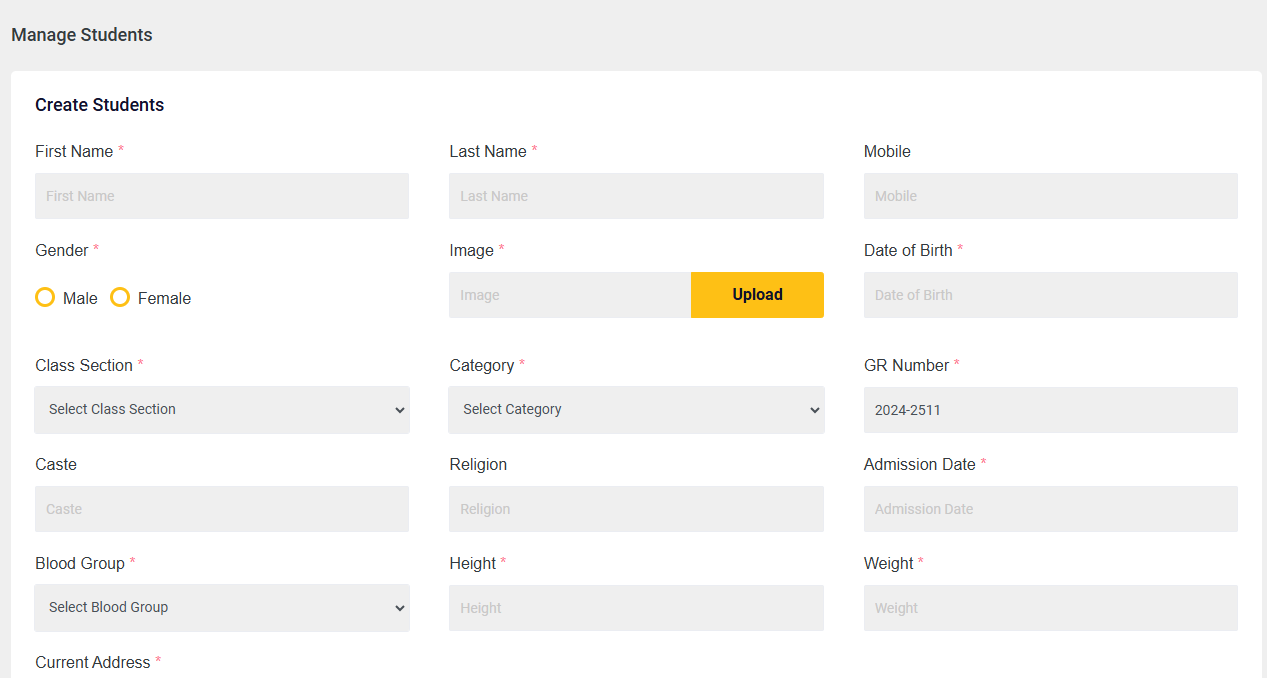 Manage Students
Create Students
First Name * Last Name * Mobile
First Name Last Name Mobile
Gender * Image * Date of Birth *
Male Female Image Upload Date of Birth
Class Section * Category * GR Number *
Select Class Section Select Category 2024-2511
Caste Religion Admission Date *
Caste Religion Admission Date
Blood Group * Height * Weight *
Select Blood Group Height Weight
Current Address *